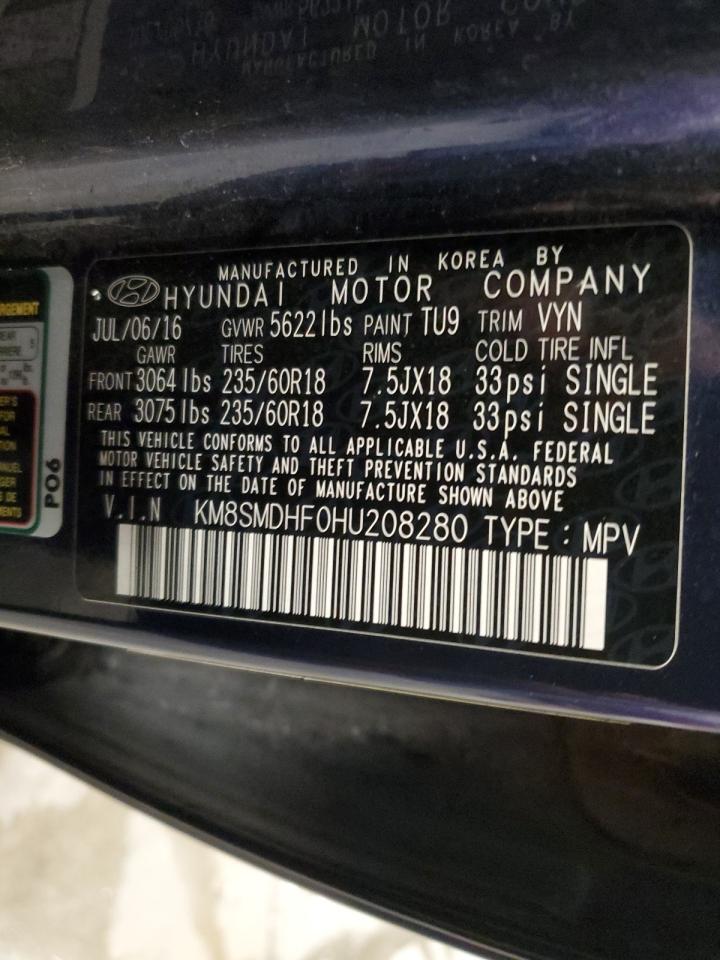 MANUFACTURED IN KOREA BY
HYUNDAI MOTOR COMPANY
JUL/06/16 GVWR 5622lbs PAINT TU9 TRIM VYN
GAWR TIRES RIMS COLD TIRE INFL
FRONT 3064 lbs 235/60R18 7.5JX18 33psi SINGLE
REAR 3075 lbs 235/60R18 7.5JX18 33psi SINGLE
THIS VEHICLE CONFORMS TO ALL APPLICABLE U.S.A. FEDERAL
MOTOR VEHICLE SAFETY AND THEFT PREVENTION STANDARDS
IN EFFECT ON THE DATE OF MANUFACTURE SHOWN ABOVE
V.I.N KM8SMDHF0HU208280 TYPE : MPV
P06